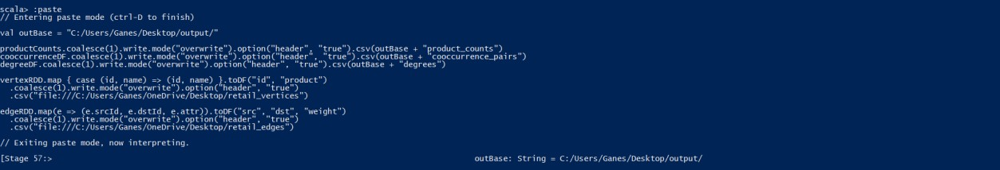 scala> :paste
// Entering paste mode (ctrl-D to finish)
val outBase = "C:/Users/Ganes/Desktop/output/"
productCounts.coalesce(1).write.mode("overwrite").option("header", "true").csv(outBase + "product_counts")
cooccurrenceDF.coalesce(1).write.mode("overwrite").option("header", "true").csv(outBase + "cooccurrence_pairs")
degreeDF.coalesce(1).write.mode("overwrite").option("header", "true").csv(outBase + "degrees")
vertexRDD.map { case (id, name) => (id, name) }.toDF("id", "product")
  .coalesce(1).write.mode("overwrite").option("header", "true")
  .csv("file:///C:/Users/Ganes/OneDrive/Desktop/retail_vertices")
edgeRDD.map(e => (e.srcId, e.dstId, e.attr)).toDF("src", "dst", "weight")
  .coalesce(1).write.mode("overwrite").option("header", "true")
  .csv("file:///C:/Users/Ganes/OneDrive/Desktop/retail_edges")
// Exiting paste mode, now interpreting.
[Stage 57:> outBase: String = C:/Users/Ganes/Desktop/output/